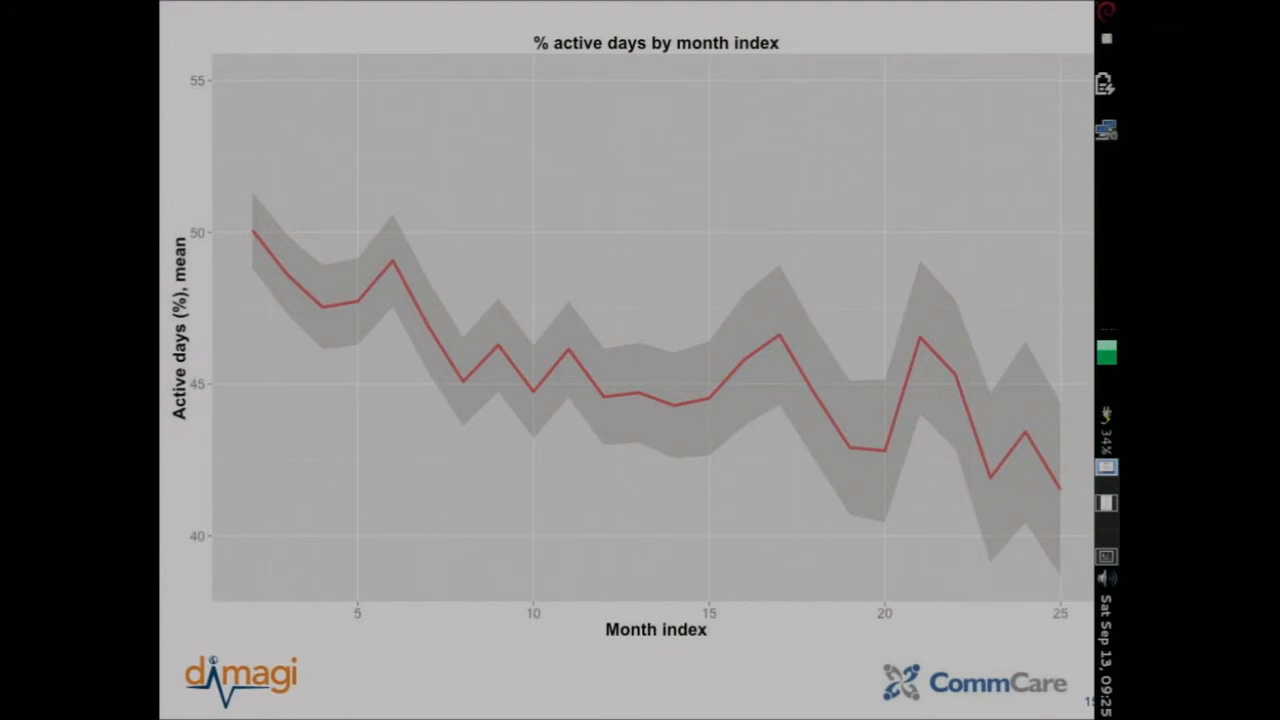 % active days by month index
55
50
45
40
Active days (%), mean
5
10
15
20
25
Month index
dimagi
CommCare
34%
Sat Sep 13, 09:25